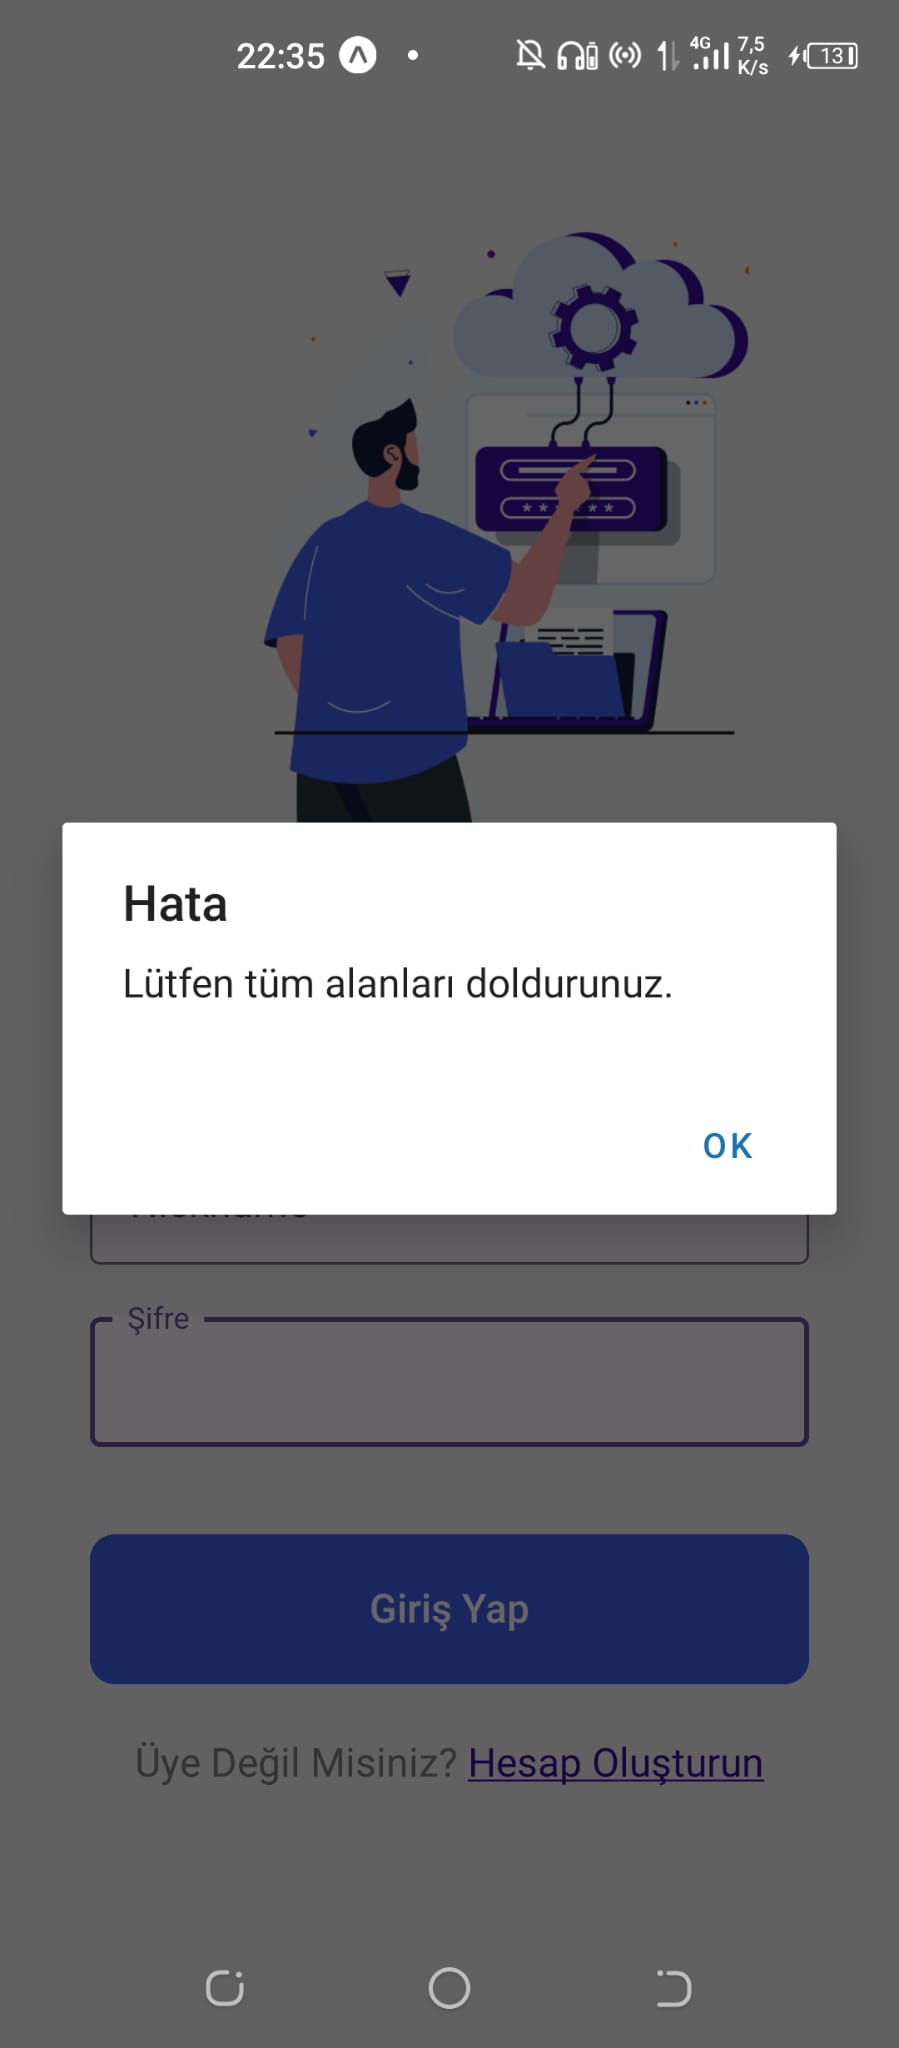 22:35
4G
7,5
K/s
13
* * * * *
Hata
Lütfen tüm alanları doldurunuz.
OK
Şifre
Giriş Yap
Üye Değil Misiniz? Hesap Oluşturun